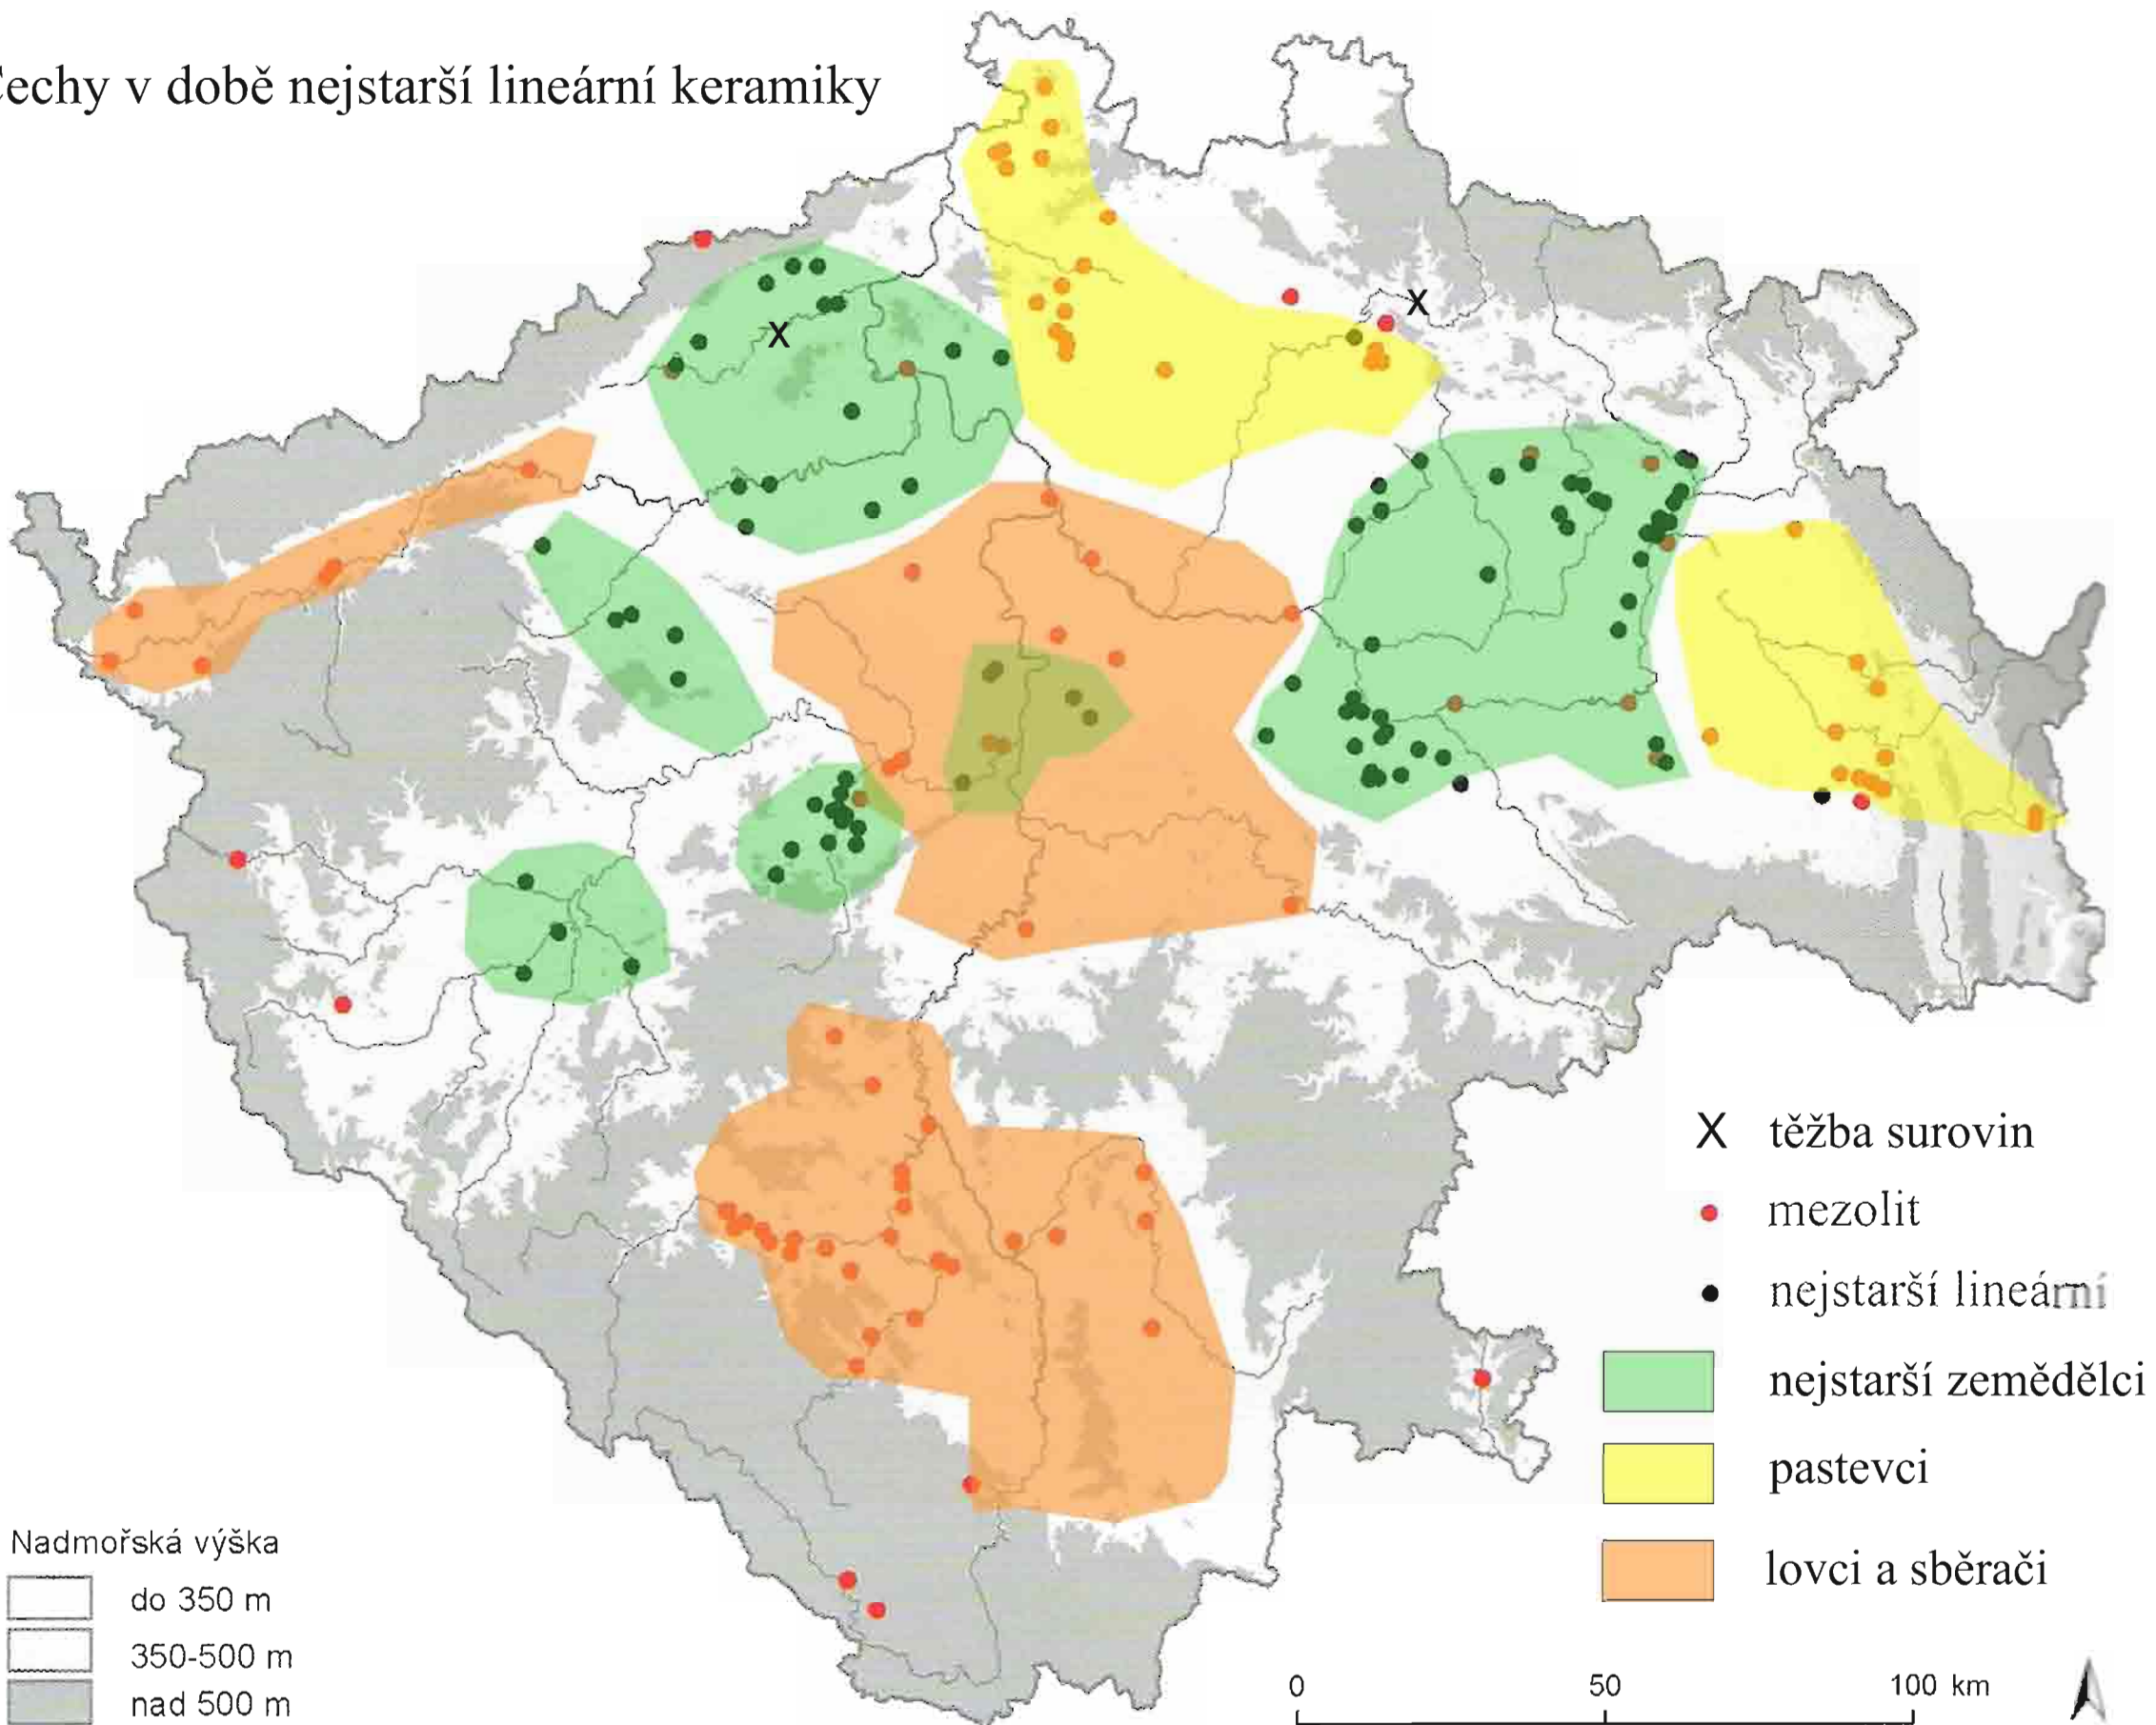 Čechy v době nejstarší lineární keramiky
X
X
X těžba surovin
mezolit
nejstarší lineární
nejstarší zemědělci
pastevci
lovci a sběrači
Nadmořská výška
do 350 m
350-500 m
nad 500 m
0 50 100 km